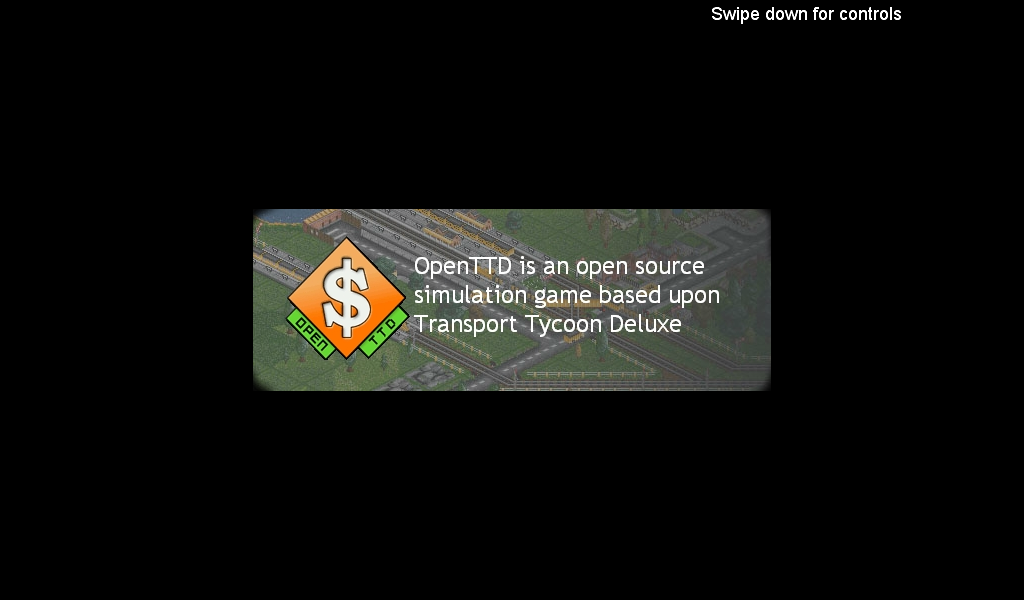 Swipe down for controls
OpenTTD is an open source
simulation game based upon
Transport Tycoon Deluxe
$
OPEN TTD